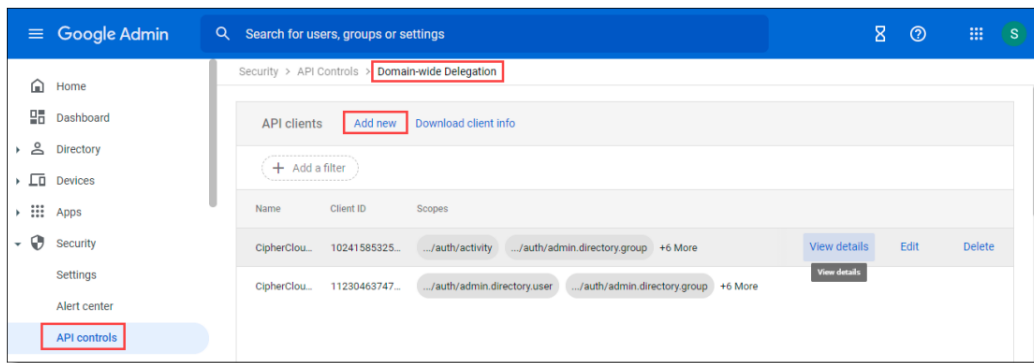 Google Admin
Search for users, groups or settings
S
Security > API Controls > Domain-wide Delegation
Home
Dashboard
Directory
Devices
Apps
Security
Settings
Alert center
API controls
API clients Add new Download client info
+ Add a filter
Name Client ID Scopes
CipherClou... 10241585325... .../auth/activity .../auth/admin.directory.group +6 More View details Edit Delete
View details
CipherClou... 11230463747... .../auth/admin.directory.user .../auth/admin.directory.group +6 More